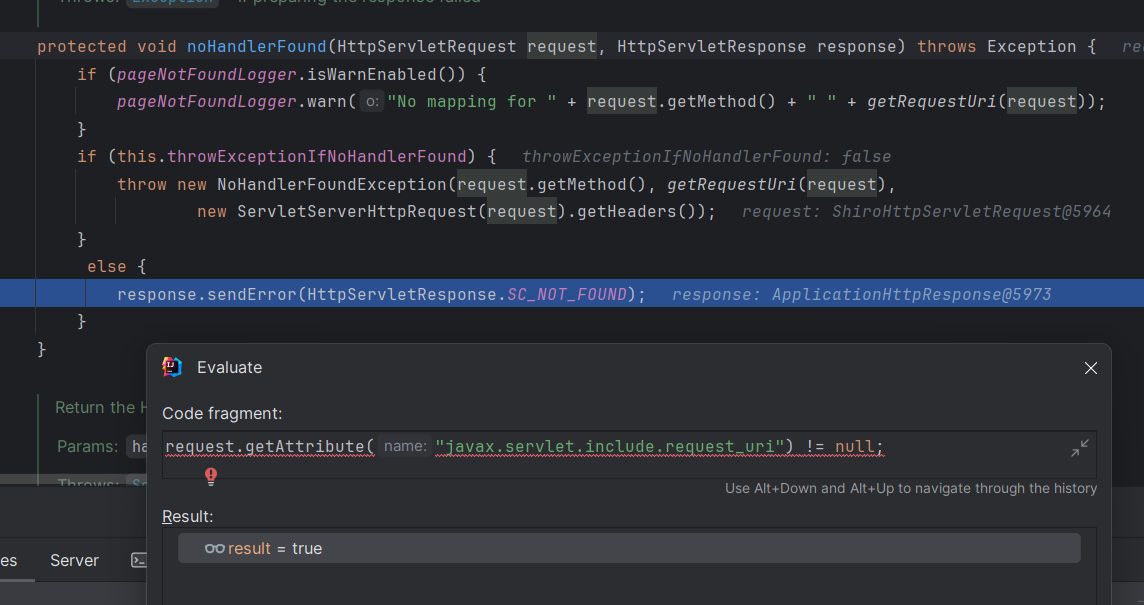 Throws: Exception – if preparing the response failed
protected void noHandlerFound(HttpServletRequest request, HttpServletResponse response) throws Exception {
if (pageNotFoundLogger.isWarnEnabled()) {
pageNotFoundLogger.warn( o: "No mapping for " + request.getMethod() + " " + getRequestUri(request));
}
if (this.throwExceptionIfNoHandlerFound) { throwExceptionIfNoHandlerFound: false
throw new NoHandlerFoundException(request.getMethod(), getRequestUri(request),
new ServletServerHttpRequest(request).getHeaders()); request: ShiroHttpServletRequest@5964
}
else {
response.sendError(HttpServletResponse.SC_NOT_FOUND); response: ApplicationHttpResponse@5973
}
}
Evaluate
Return the
Code fragment:
Params:
request.getAttribute( name: "javax.servlet.include.request_uri") != null;
Throws:
Use Alt+Down and Alt+Up to navigate through the history
Result:
result = true
Server